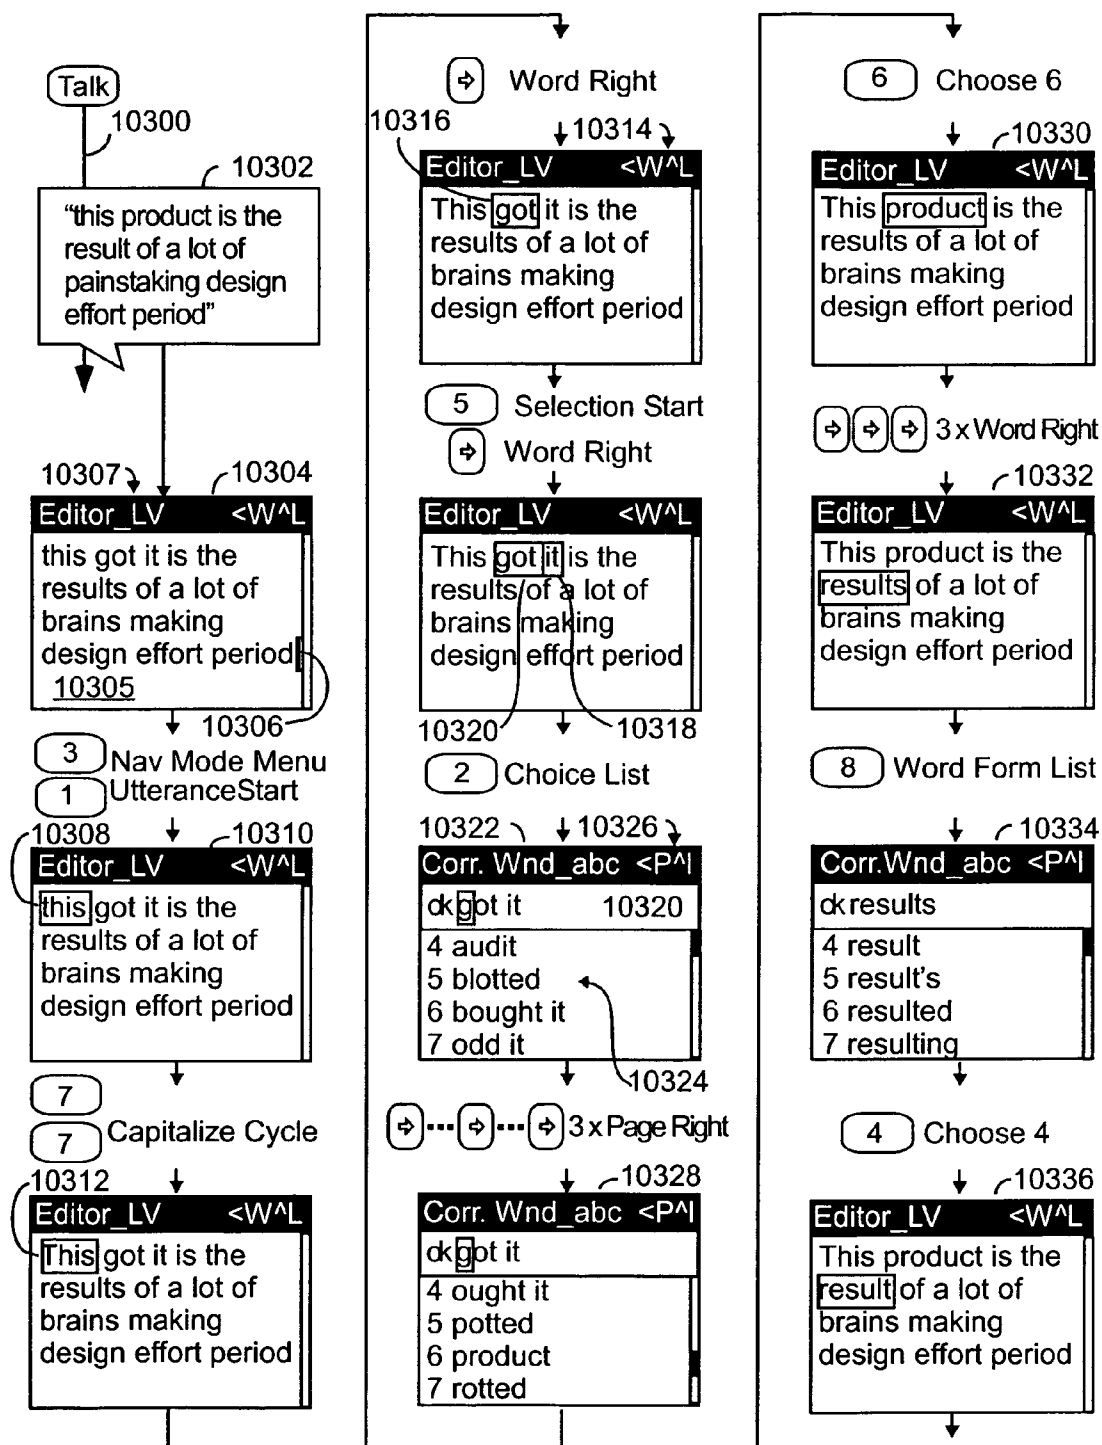 Talk
10300
10302
“this product is the
result of a lot of
painstaking design
effort period”
10307 10304
Editor_LV <W^L
this got it is the
results of a lot of
brains making
design effort period
10305
10306
3 Nav Mode Menu
1 UtteranceStart
10308 10310
Editor_LV <W^L
this got it is the
results of a lot of
brains making
design effort period
7
7 Capitalize Cycle
10312
Editor_LV <W^L
This got it is the
results of a lot of
brains making
design effort period
Word Right
10316 10314
Editor_LV <W^L
This got it is the
results of a lot of
brains making
design effort period
5 Selection Start
Word Right
Editor_LV <W^L
This got it is the
results of a lot of
brains making
design effort period
10320 10318
2 Choice List
10322 10326
Corr. Wnd_abc <P^l
ok got it 10320
4 audit
5 blotted
6 bought it
7 odd it
10324
3 x Page Right
10328
Corr. Wnd_abc <P^l
ok got it
4 ought it
5 potted
6 product
7 rotted
6 Choose 6
10330
Editor_LV <W^L
This product is the
results of a lot of
brains making
design effort period
3 x Word Right
10332
Editor_LV <W^L
This product is the
results of a lot of
brains making
design effort period
8 Word Form List
10334
Corr.Wnd_abc <P^l
ok results
4 result
5 result's
6 resulted
7 resulting
4 Choose 4
10336
Editor_LV <W^L
This product is the
result of a lot of
brains making
design effort period